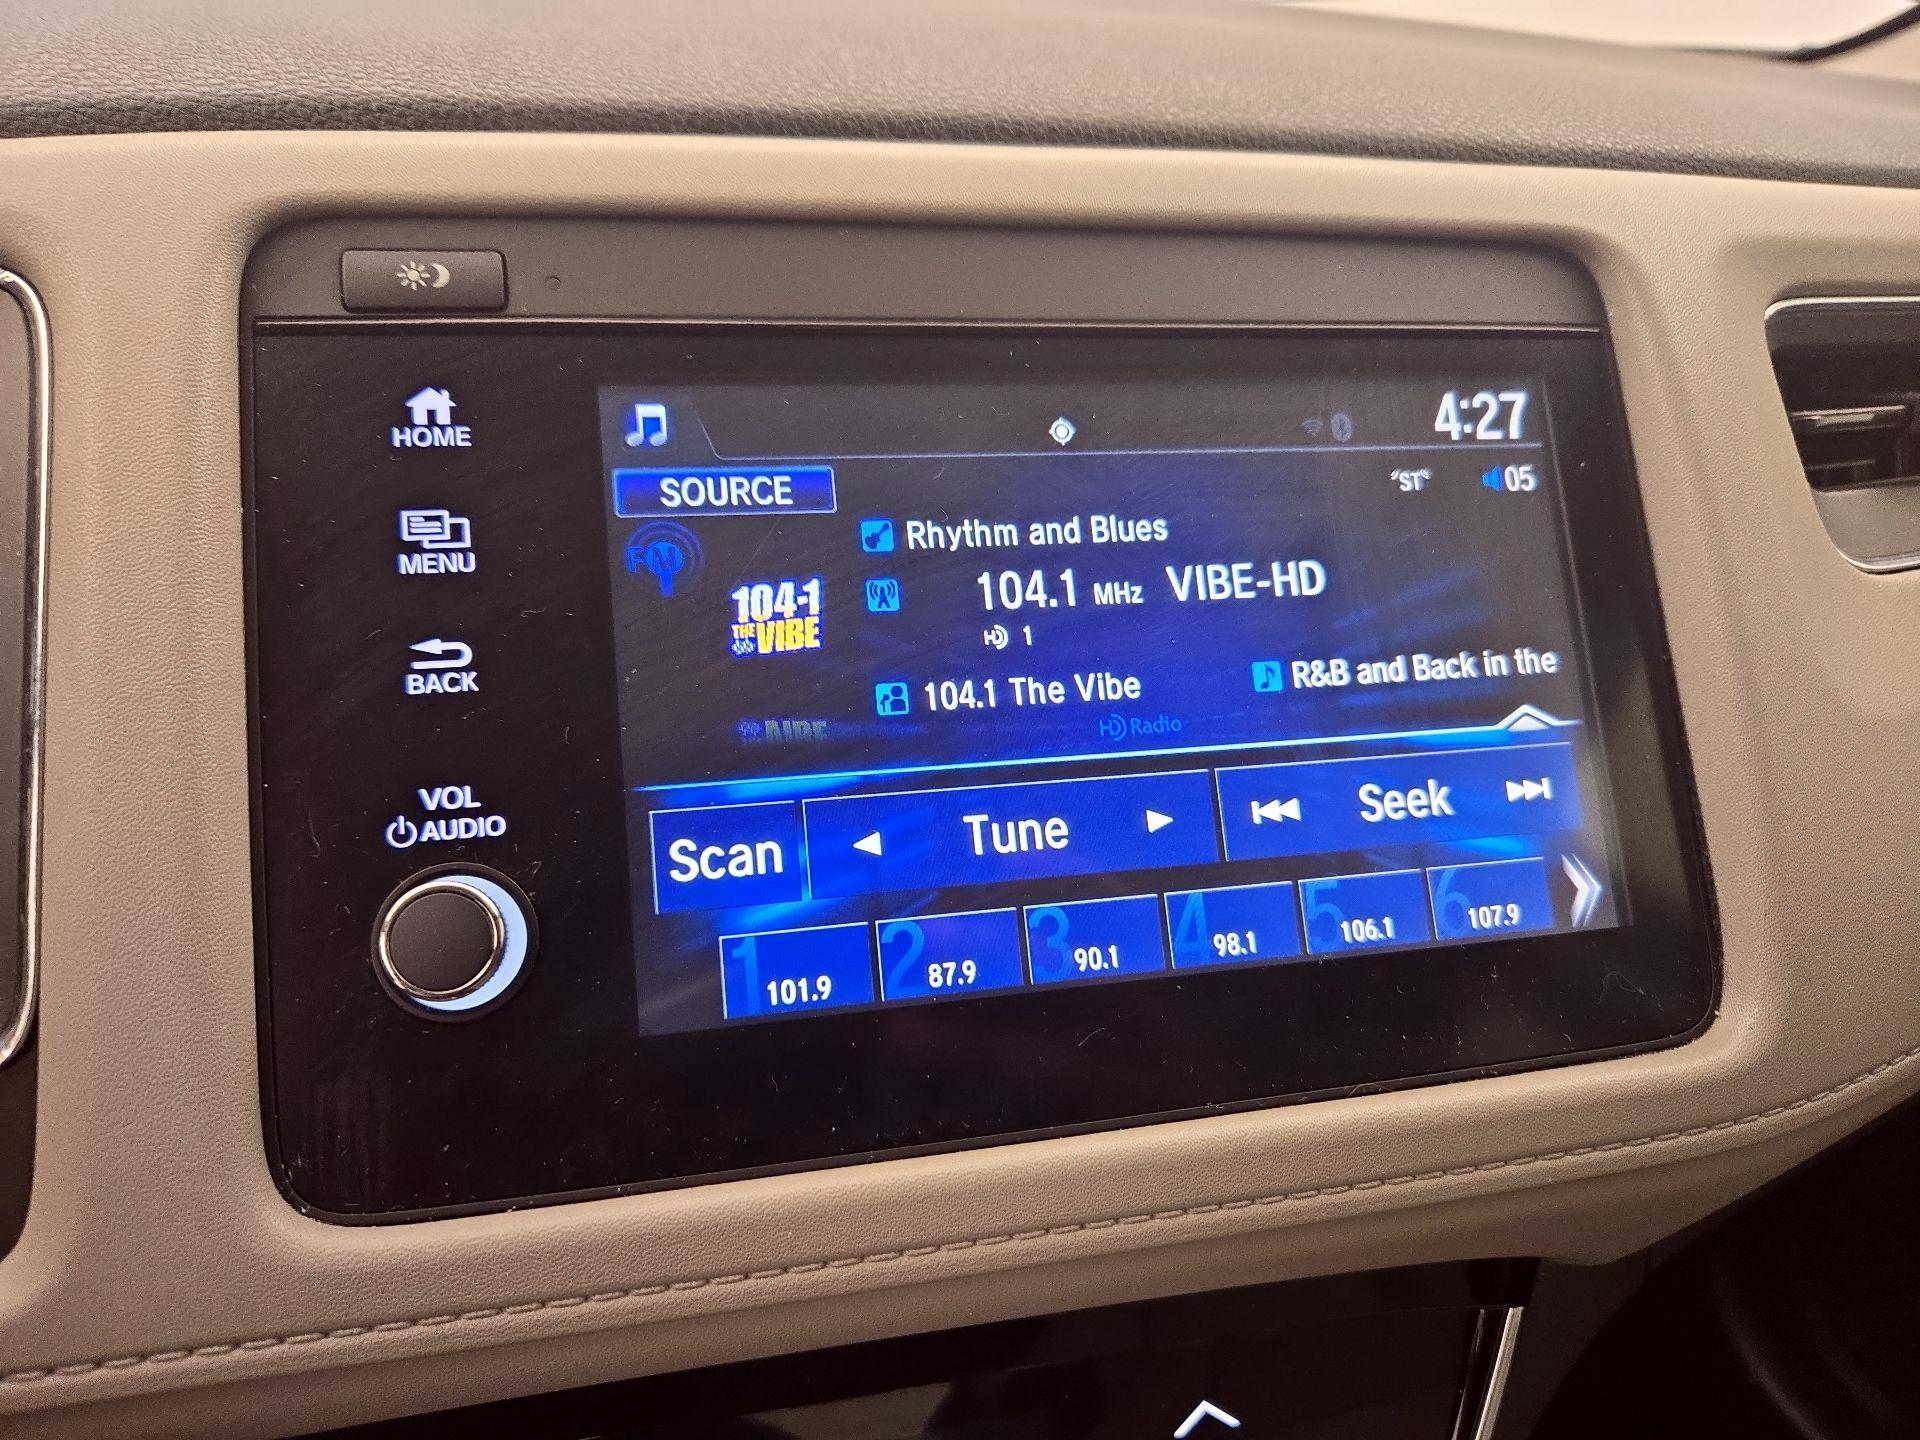 HOME
MENU
BACK
VOL
AUDIO
4:27
SOURCE
"ST"
05
FM
Rhythm and Blues
104-1
THE VIBE
104.1 MHz VIBE-HD
HD 1
104.1 The Vibe
R&B and Back in the
HD Radio
Scan
Tune
Seek
1 101.9
2 87.9
3 90.1
4 98.1
5 106.1
6 107.9